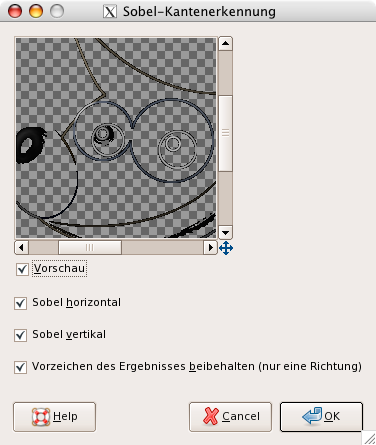 Sobel-Kantenerkennung
Vorschau
Sobel horizontal
Sobel vertikal
Vorzeichen des Ergebnisses beibehalten (nur eine Richtung)
Help
Cancel
OK